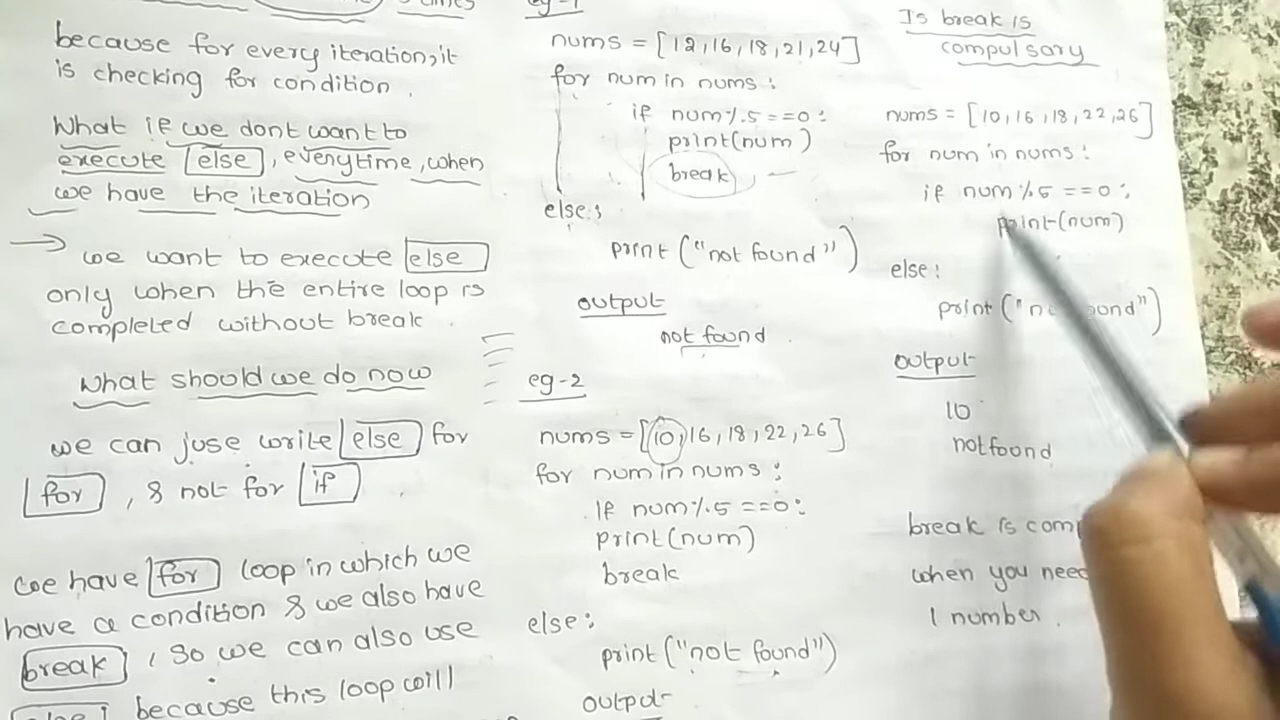 because for every iteration, it
is checking for condition.
What if we dont want to
execute else, everytime, when
we have the iteration
→ we want to execute else
only when the entire loop is
completed without break.
What should we do now
we can juse write else for
for, & not for if
we have for loop in which we
have a condition & we also have
break, so we can also use
because this loop will
eg-1
nums = [12,16,18,21,24]
for num in nums:
if num%5==0:
print(num)
break
else:
print("not found")
output
not found
eg-2
nums = [10,16,18,22,26]
for num in nums:
If num%5==0:
print(num)
break
else:
print("not found")
output
Is break is
compulsary
nums = [10,16,18,22,26]
for num in nums:
if num%5==0:
print(num)
else:
print("
output
10
notfound
break is
when you need
1 number.